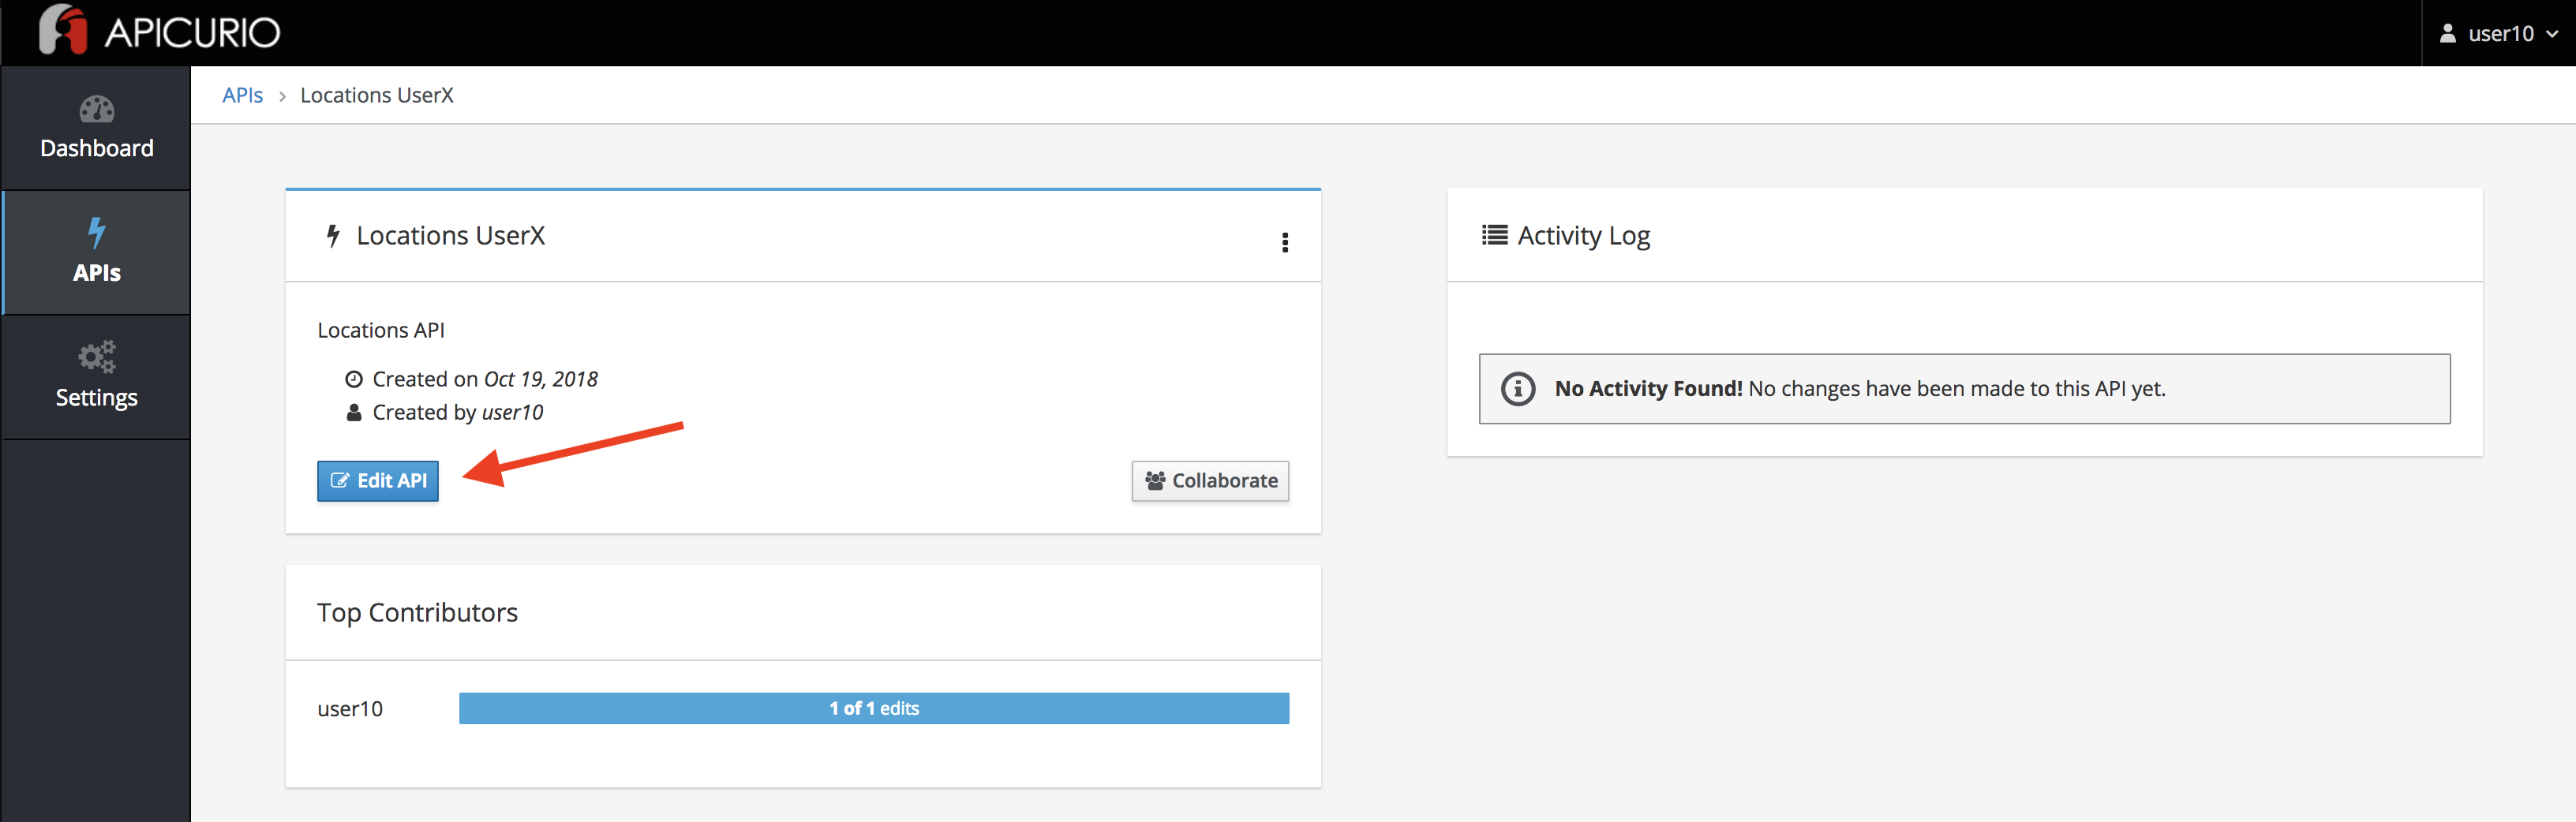 APICURIO
user10
Dashboard
APIs
Settings
APIs > Locations UserX
Locations UserX
Locations API
Created on Oct 19, 2018
Created by user10
Edit API
Collaborate
Top Contributors
user10
1 of 1 edits
Activity Log
No Activity Found! No changes have been made to this API yet.